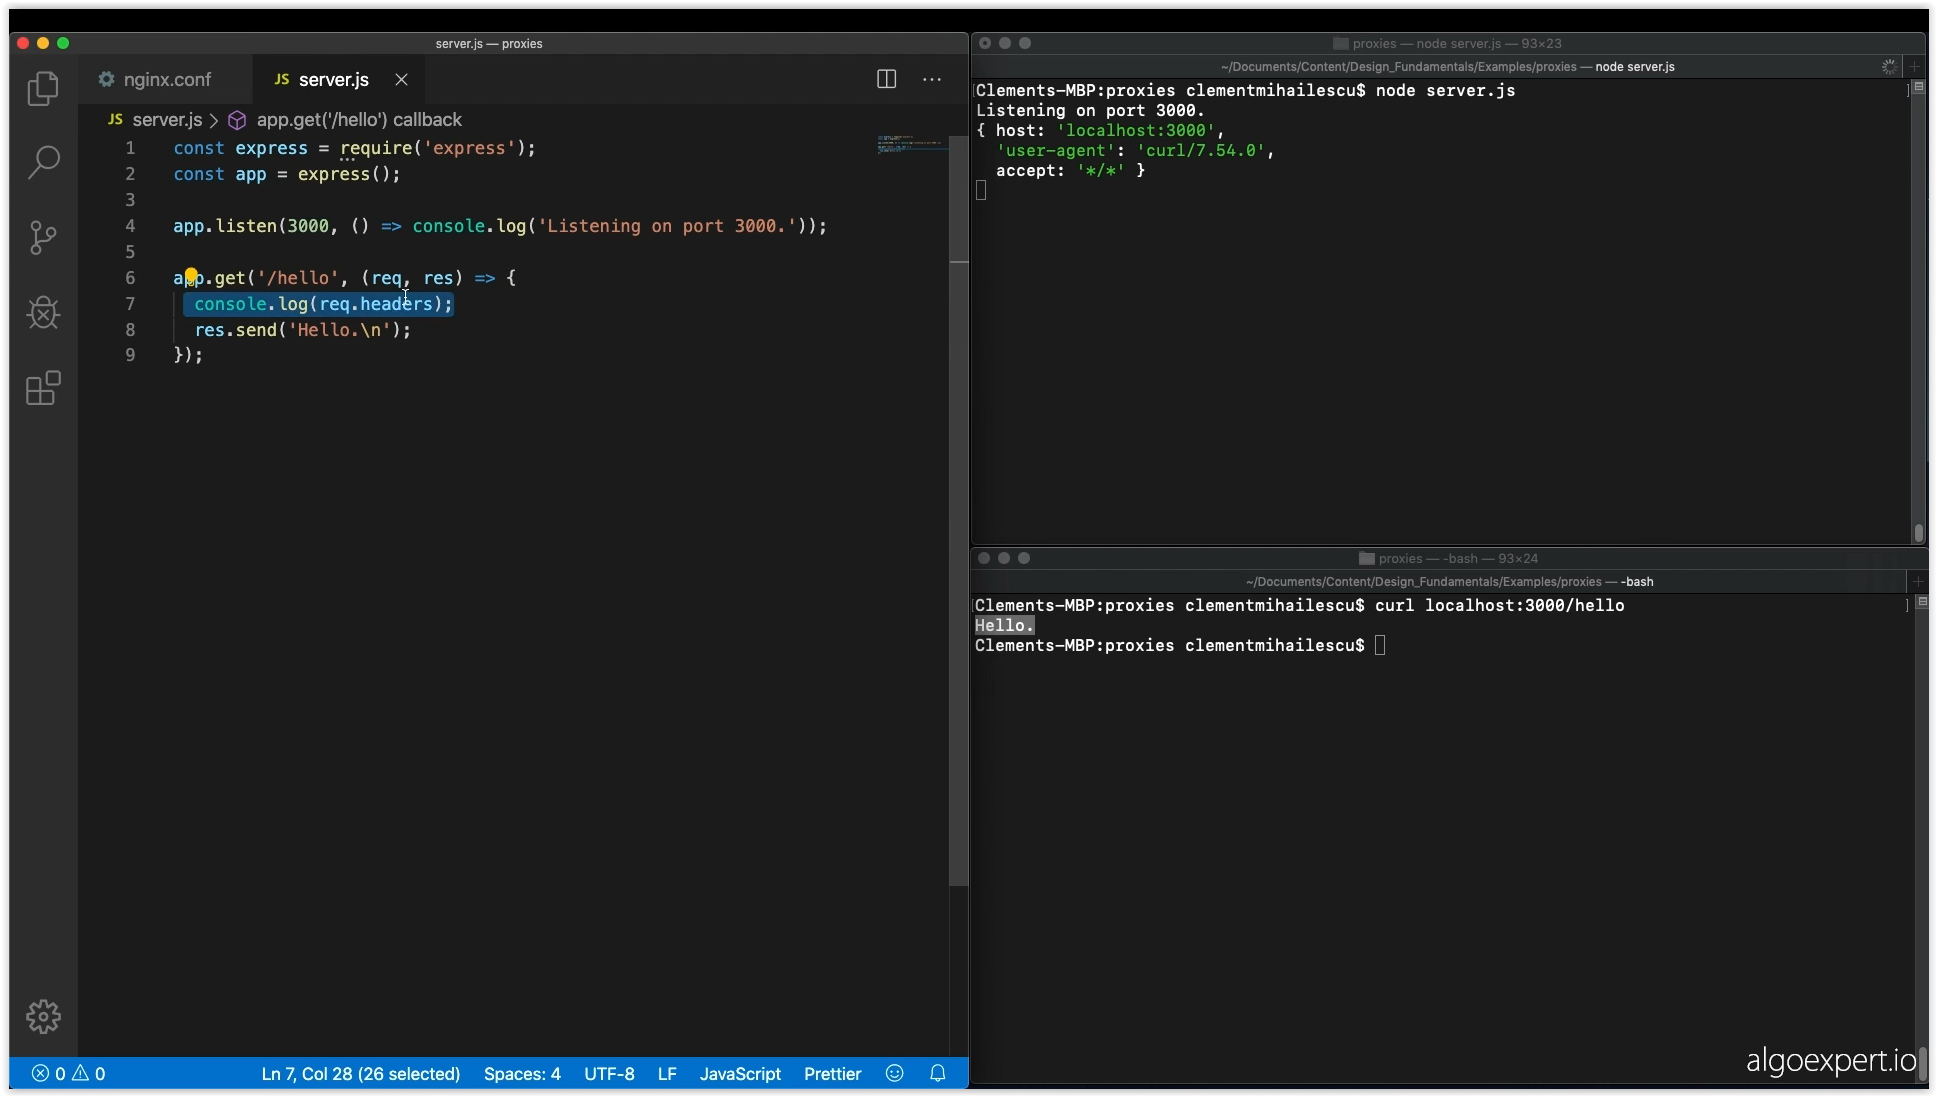 server.js — proxies
nginx.conf
JS server.js
JS server.js > app.get('/hello') callback
1 const express = require('express');
2 const app = express();
3
4 app.listen(3000, () => console.log('Listening on port 3000.'));
5
6 app.get('/hello', (req, res) => {
7 console.log(req.headers);
8 res.send('Hello.\n');
9 });
0 0
Ln 7, Col 28 (26 selected) Spaces: 4 UTF-8 LF JavaScript Prettier
proxies — node server.js — 93×23
~/Documents/Content/Design_Fundamentals/Examples/proxies — node server.js
[Clements-MBP:proxies clementmihailescu$ node server.js ]
Listening on port 3000.
{ host: 'localhost:3000',
'user-agent': 'curl/7.54.0',
accept: '*/*' }
proxies — -bash — 93×24
~/Documents/Content/Design_Fundamentals/Examples/proxies — -bash
[Clements-MBP:proxies clementmihailescu$ curl localhost:3000/hello ]
Hello.
Clements-MBP:proxies clementmihailescu$
algoexpert.io